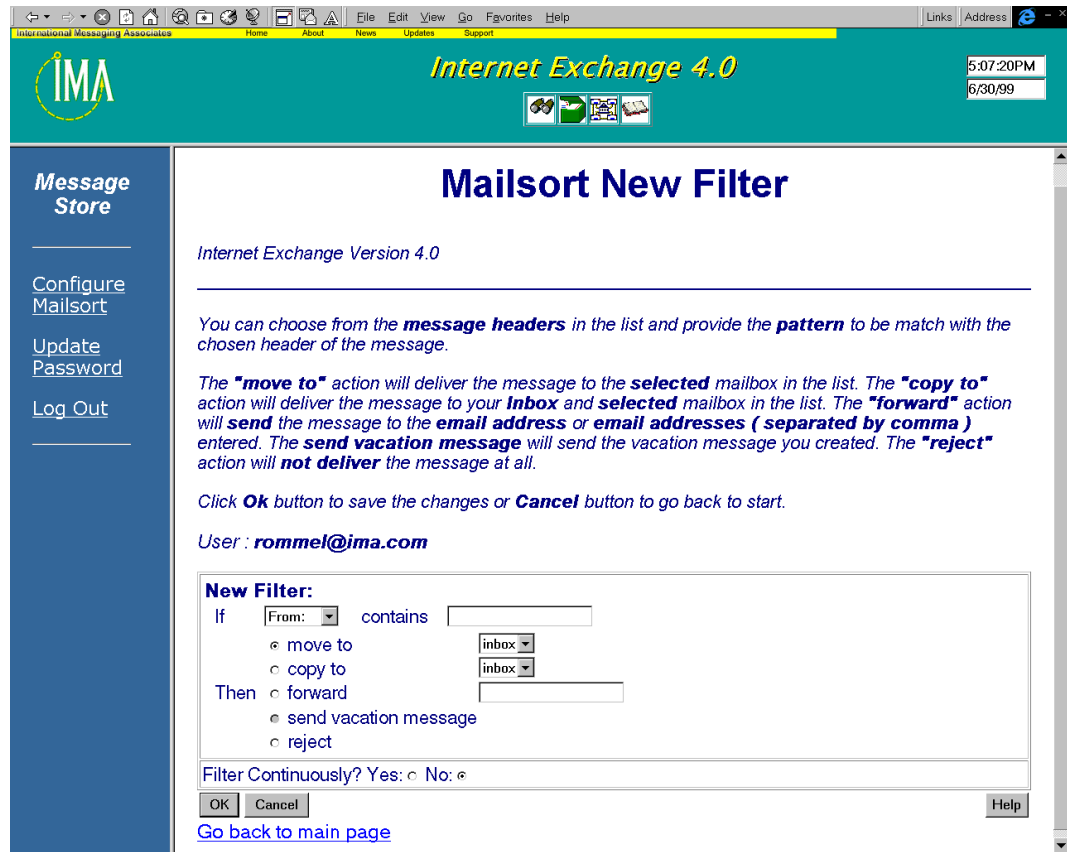 File Edit View Go Favorites Help Links Address
International Messaging Associates Home About News Updates Support
IMA
Internet Exchange 4.0
5:07:20PM
6/30/99
Message
Store
Configure
Mailsort
Update
Password
Log Out
Mailsort New Filter
Internet Exchange Version 4.0
You can choose from the message headers in the list and provide the pattern to be match with the
chosen header of the message.
The "move to" action will deliver the message to the selected mailbox in the list. The "copy to"
action will deliver the message to your Inbox and selected mailbox in the list. The "forward" action
will send the message to the email address or email addresses ( separated by comma )
entered. The send vacation message will send the vacation message you created. The "reject"
action will not deliver the message at all.
Click Ok button to save the changes or Cancel button to go back to start.
User : rommel@ima.com
New Filter:
If From: contains
move to inbox
copy to inbox
Then forward
send vacation message
reject
Filter Continuously? Yes: No:
OK Cancel Help
Go back to main page